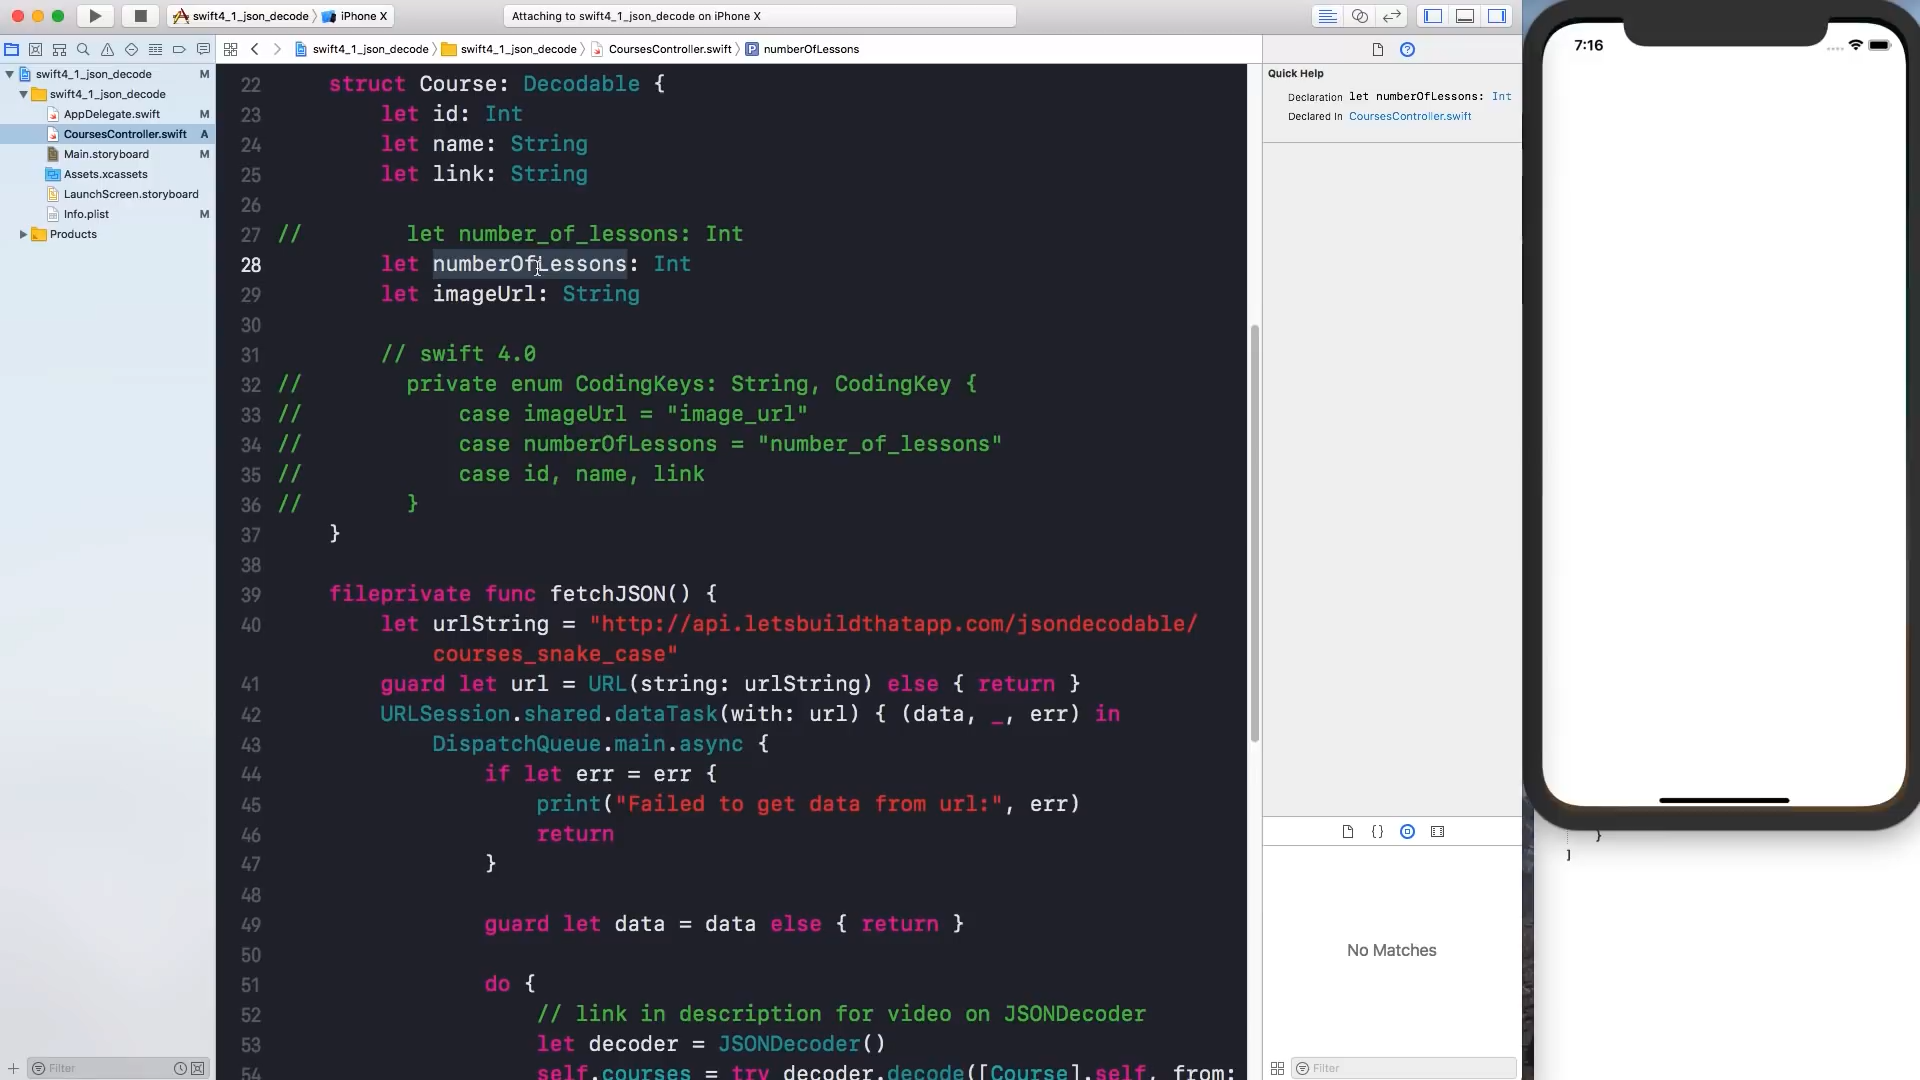 swift4_1_json_decode
iPhone X
Attaching to swift4_1_json_decode on iPhone X
7:16
swift4_1_json_decode
swift4_1_json_decode
CoursesController.swift
P
numberOfLessons
swift4_1_json_decode M
swift4_1_json_decode
AppDelegate.swift M
CoursesController.swift A
Main.storyboard M
Assets.xcassets
LaunchScreen.storyboard
Info.plist M
Products
Filter
22 struct Course: Decodable {
23 let id: Int
24 let name: String
25 let link: String
26
27 // let number_of_lessons: Int
28 let numberOfLessons: Int
29 let imageUrl: String
30
31 // swift 4.0
32 // private enum CodingKeys: String, CodingKey {
33 // case imageUrl = "image_url"
34 // case numberOfLessons = "number_of_lessons"
35 // case id, name, link
36 // }
37 }
38
39 fileprivate func fetchJSON() {
40 let urlString = "http://api.letsbuildthatapp.com/jsondecodable/
courses_snake_case"
41 guard let url = URL(string: urlString) else { return }
42 URLSession.shared.dataTask(with: url) { (data, _, err) in
43 DispatchQueue.main.async {
44 if let err = err {
45 print("Failed to get data from url:", err)
46 return
47 }
48
49 guard let data = data else { return }
50
51 do {
52 // link in description for video on JSONDecoder
53 let decoder = JSONDecoder()
54 self.courses = try decoder.decode([Course].self, from:
Quick Help
Declaration let numberOfLessons: Int
Declared In CoursesController.swift
{}
No Matches
Filter
}
]